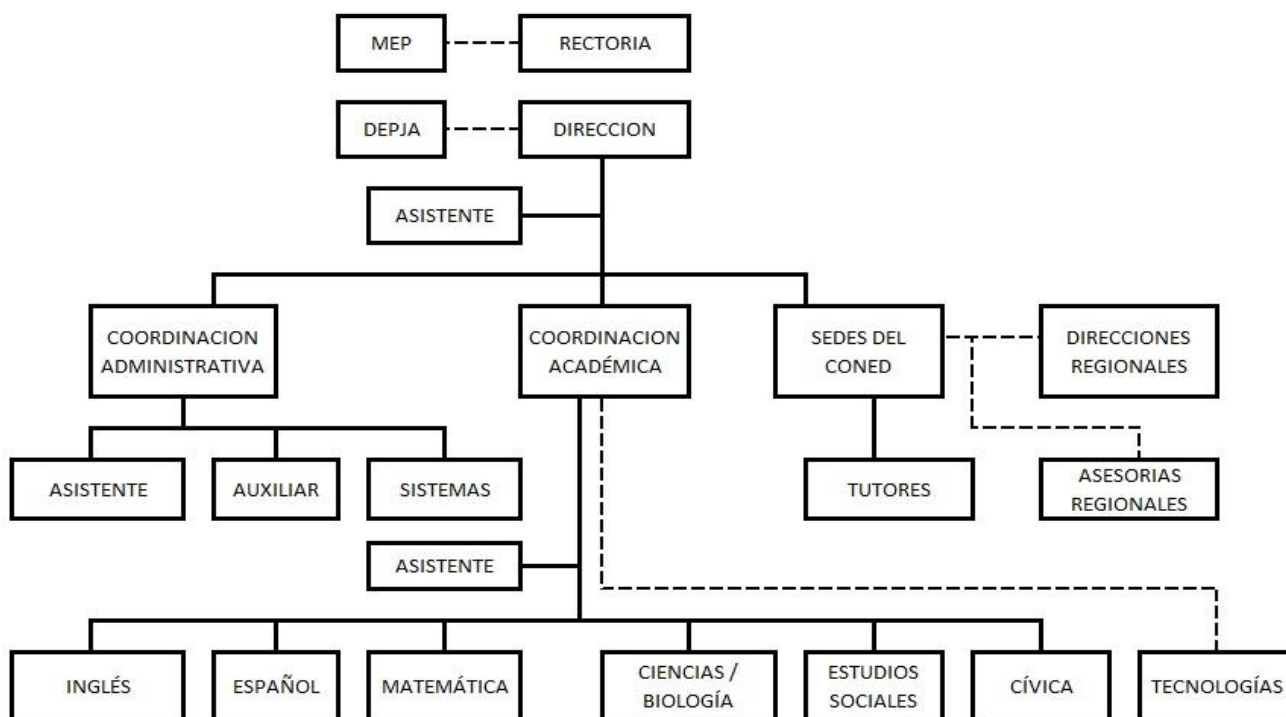 MEP
RECTORIA
DEPJA
DIRECCION
ASISTENTE
COORDINACION
ADMINISTRATIVA
COORDINACION
ACADÉMICA
SEDES DEL
CONED
DIRECCIONES
REGIONALES
ASISTENTE
AUXILIAR
SISTEMAS
TUTORES
ASESORIAS
REGIONALES
ASISTENTE
INGLÉS
ESPAÑOL
MATEMÁTICA
CIENCIAS /
BIOLOGÍA
ESTUDIOS
SOCIALES
CÍVICA
TECNOLOGÍAS